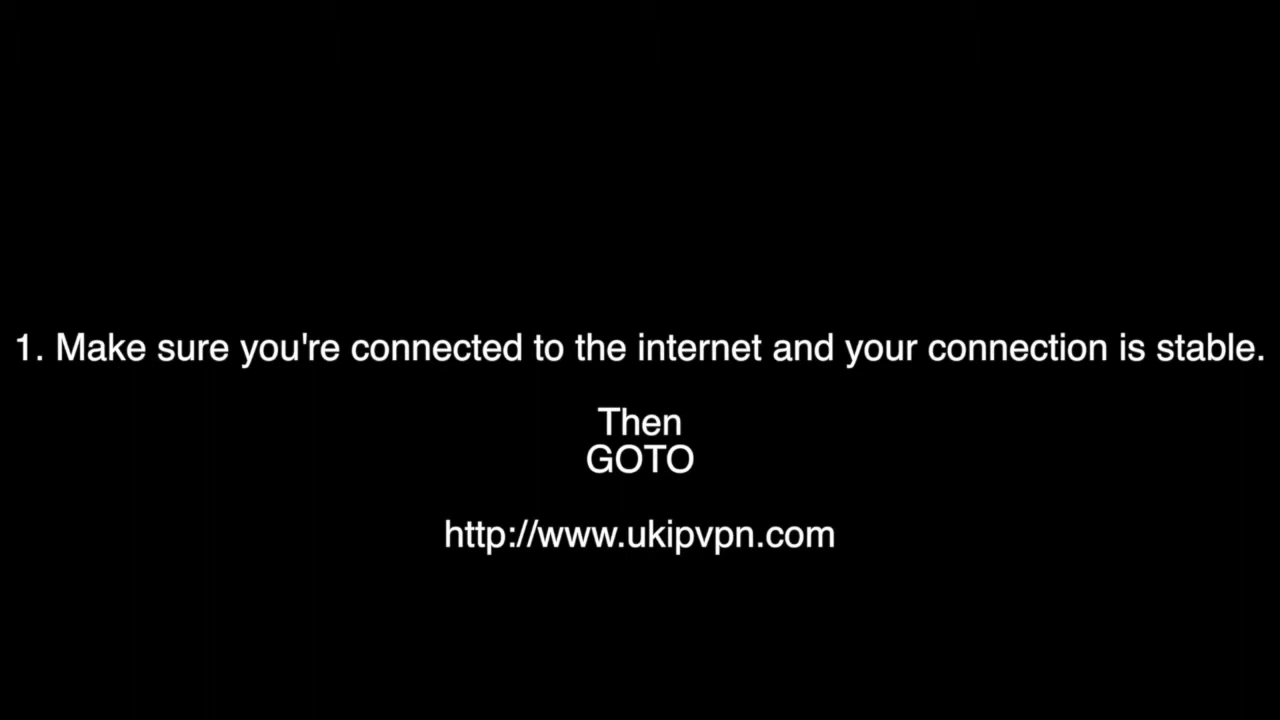 1. Make sure you're connected to the internet and your connection is stable.
Then
GOTO
http://www.ukipvpn.com